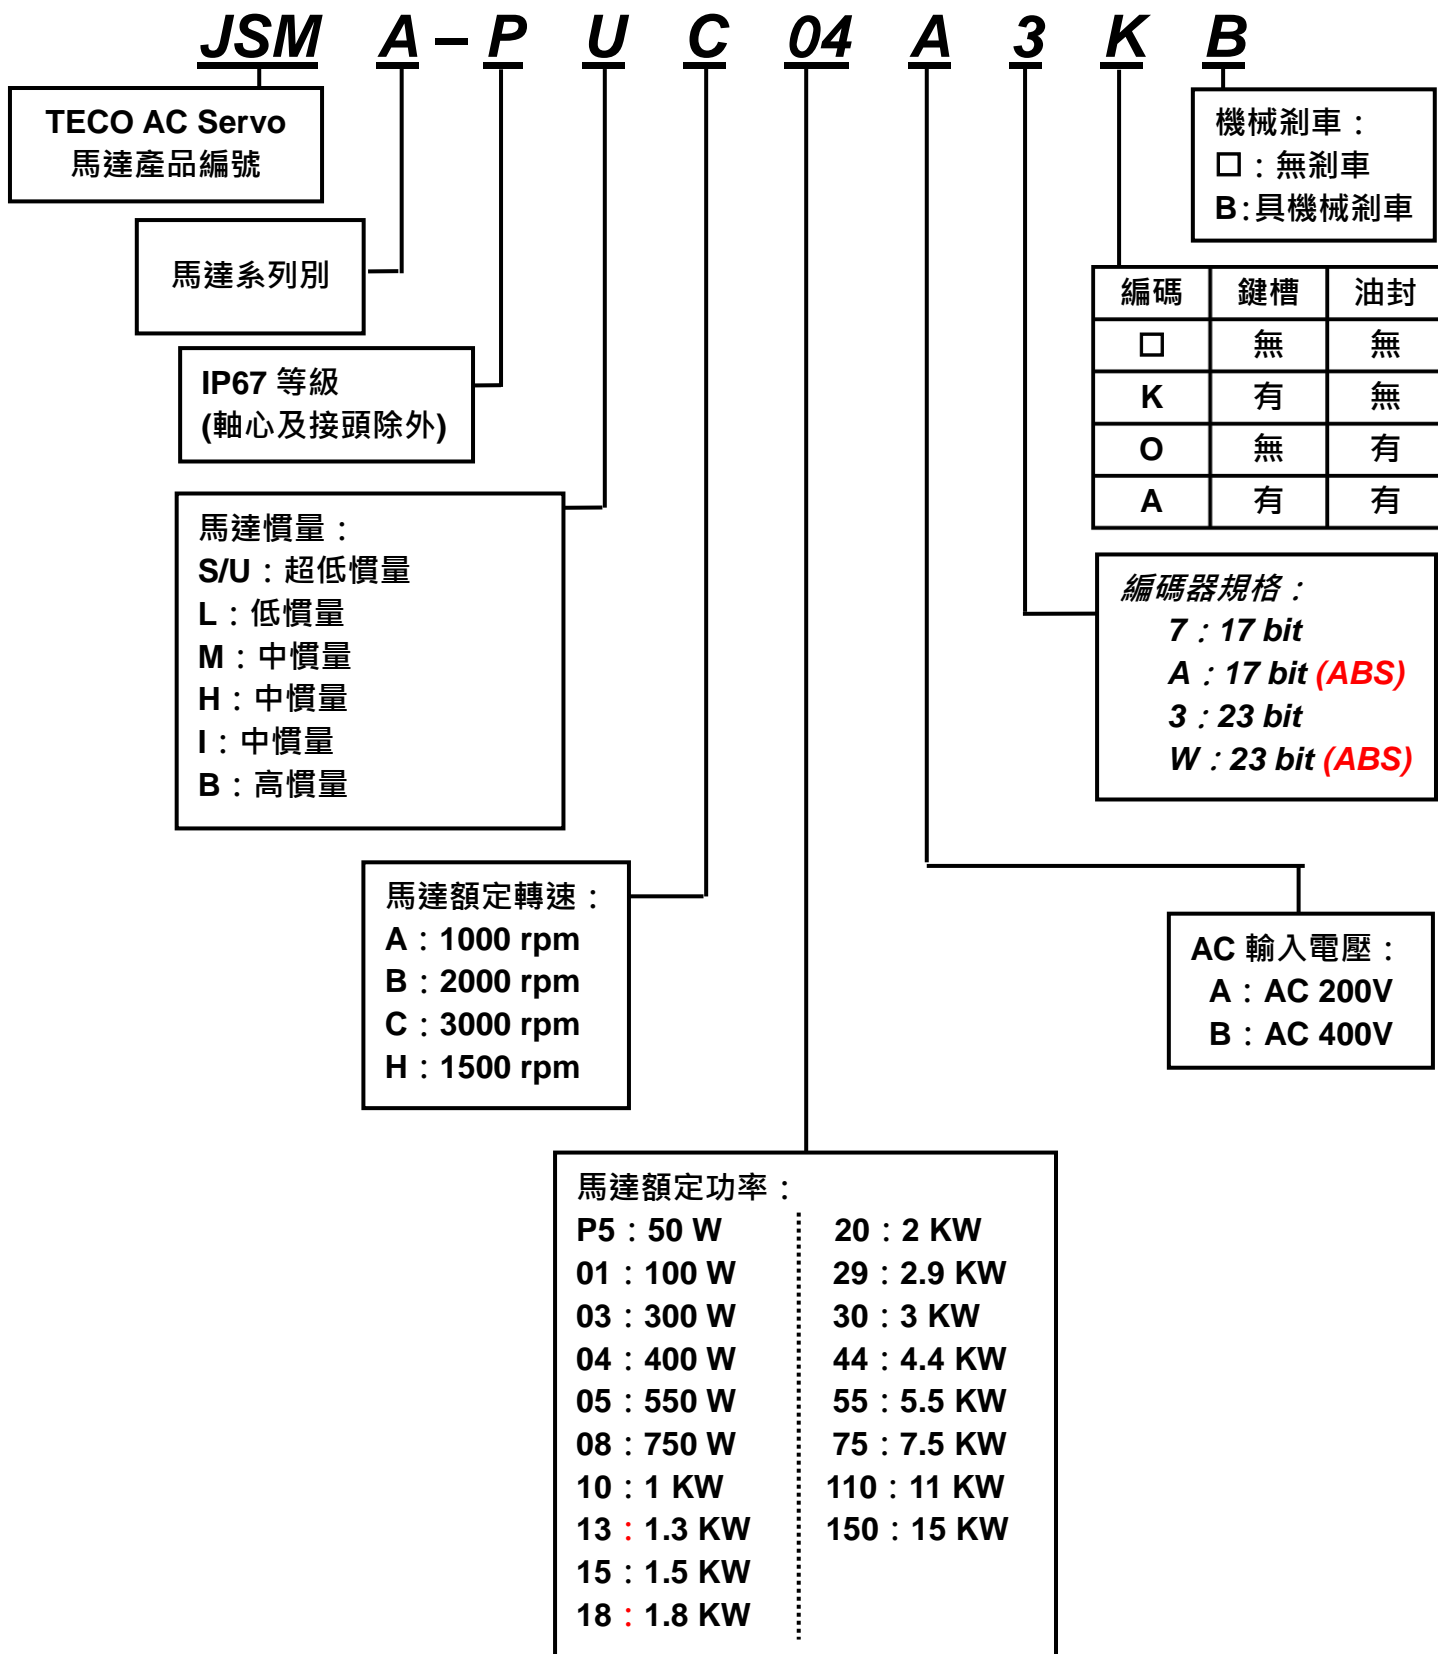 JSM A – P U C 04 A 3 K B
TECO AC Servo
馬達產品編號
機械剎車：
□：無剎車
B：具機械剎車
馬達系列別
編碼 鍵槽 油封
□ 無 無
K 有 無
O 無 有
A 有 有
IP67 等級
(軸心及接頭除外)
馬達慣量：
S/U：超低慣量
L：低慣量
M：中慣量
H：中慣量
I：中慣量
B：高慣量
編碼器規格：
7：17 bit
A：17 bit (ABS)
3：23 bit
W：23 bit (ABS)
馬達額定轉速：
A：1000 rpm
B：2000 rpm
C：3000 rpm
H：1500 rpm
AC 輸入電壓：
A：AC 200V
B：AC 400V
馬達額定功率：
P5：50 W
01：100 W
03：300 W
04：400 W
05：550 W
08：750 W
10：1 KW
13：1.3 KW
15：1.5 KW
18：1.8 KW
20：2 KW
29：2.9 KW
30：3 KW
44：4.4 KW
55：5.5 KW
75：7.5 KW
110：11 KW
150：15 KW